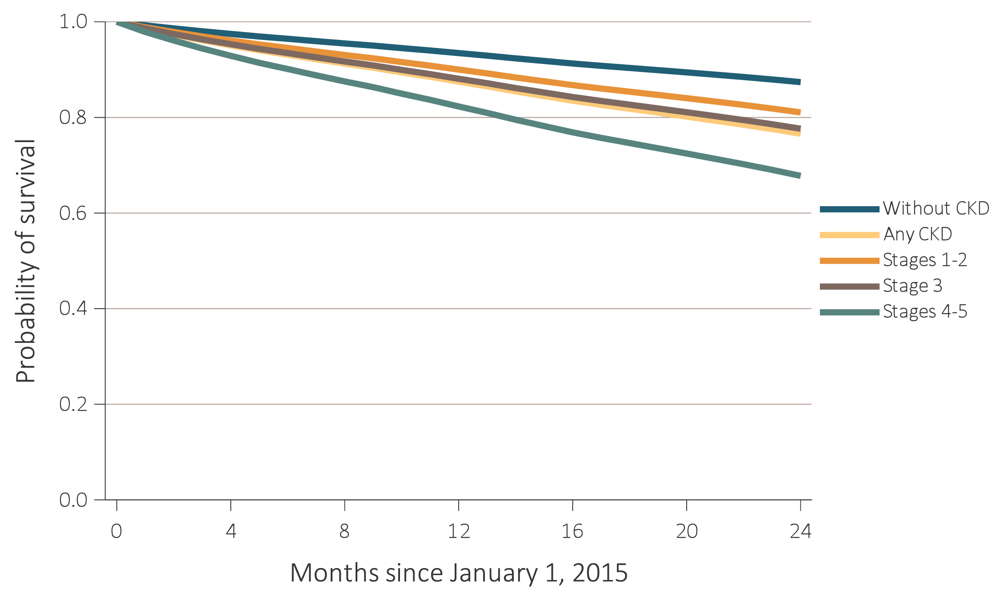 1.0
0.8
0.6
0.4
0.2
0.0
Probability of survival
0 4 8 12 16 20 24
Months since January 1, 2015
Without CKD
Any CKD
Stages 1-2
Stage 3
Stages 4-5